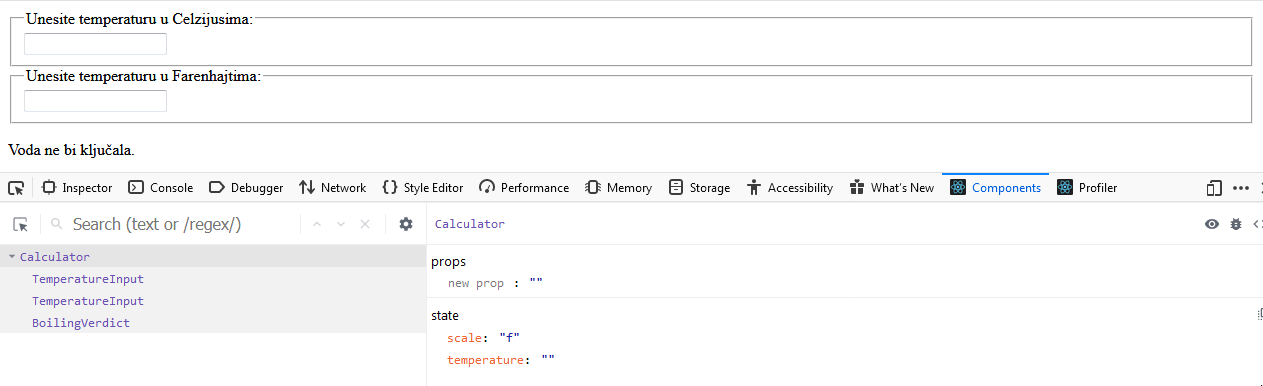 Unesite temperaturu u Celzijusima:
Unesite temperaturu u Farenhajtima:
Voda ne bi ključala.
Inspector Console Debugger Network Style Editor Performance Memory Storage Accessibility What's New Components Profiler
Search (text or /regex/)
Calculator
Calculator
TemperatureInput
TemperatureInput
BoilingVerdict
props
new prop : ""
state
scale: "f"
temperature: ""